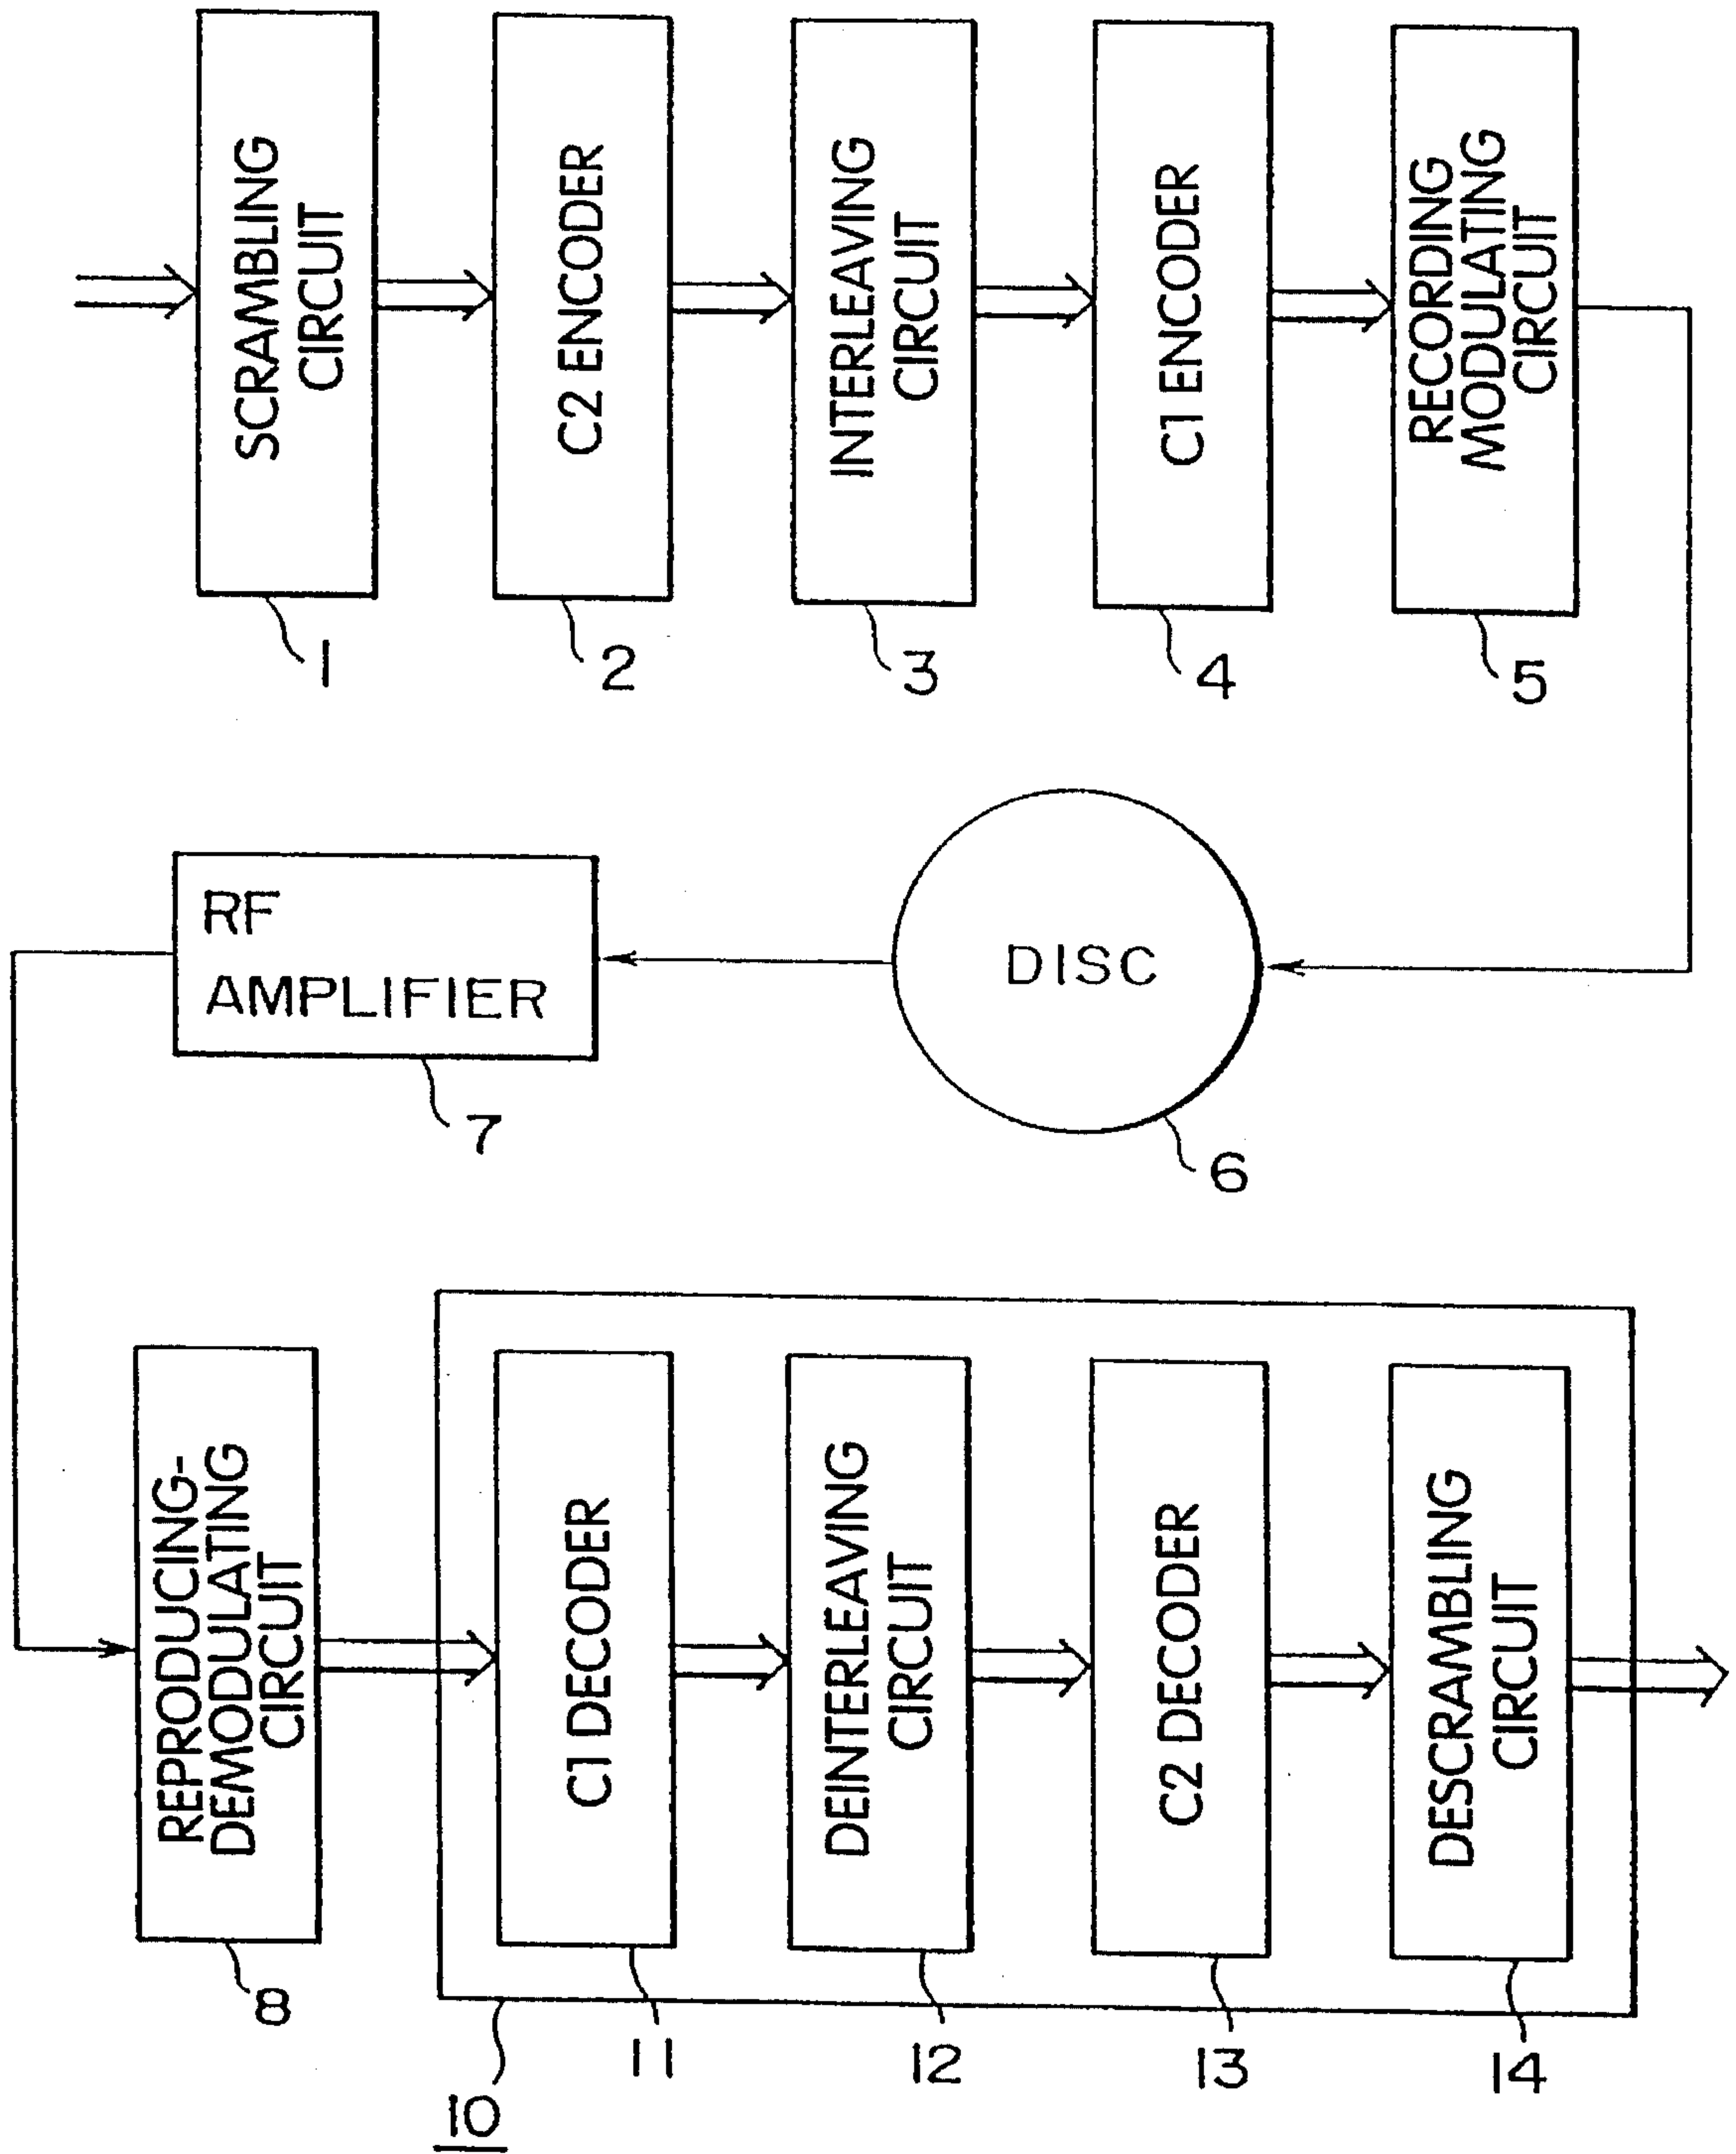 SCRAMBLING
CIRCUIT
1
C2 ENCODER
2
INTERLEAVING
CIRCUIT
3
C1 ENCODER
4
RECORDING
MODULATING
CIRCUIT
5
RF
AMPLIFIER
7
DISC
6
REPRODUCING-
DEMODULATING
CIRCUIT
8
C1 DECODER
11
DEINTERLEAVING
CIRCUIT
12
C2 DECODER
13
DESCRAMBLING
CIRCUIT
14
10